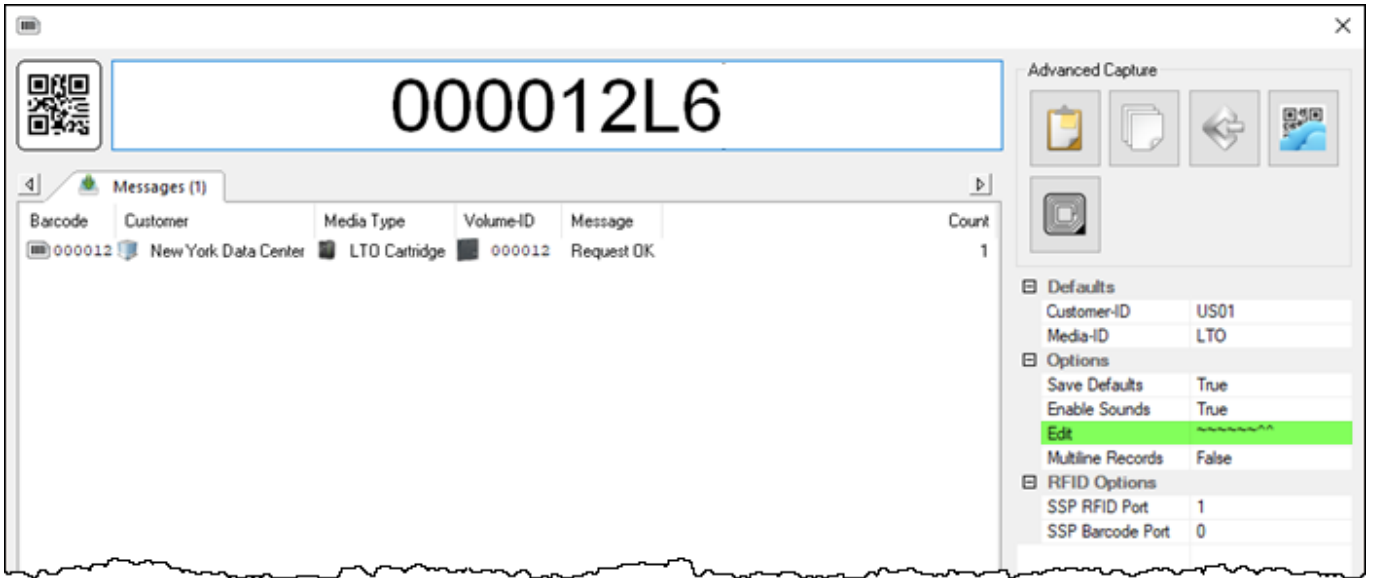 000012L6
Messages (1)
Barcode Customer Media Type Volume-ID Message Count
000012 New York Data Center LTO Cartridge 000012 Request OK 1
Advanced Capture
Defaults
Customer-ID US01
Media-ID LTO
Options
Save Defaults True
Enable Sounds True
Edit ~~~~~~^^
Multiline Records False
RFID Options
SSP RFID Port 1
SSP Barcode Port 0